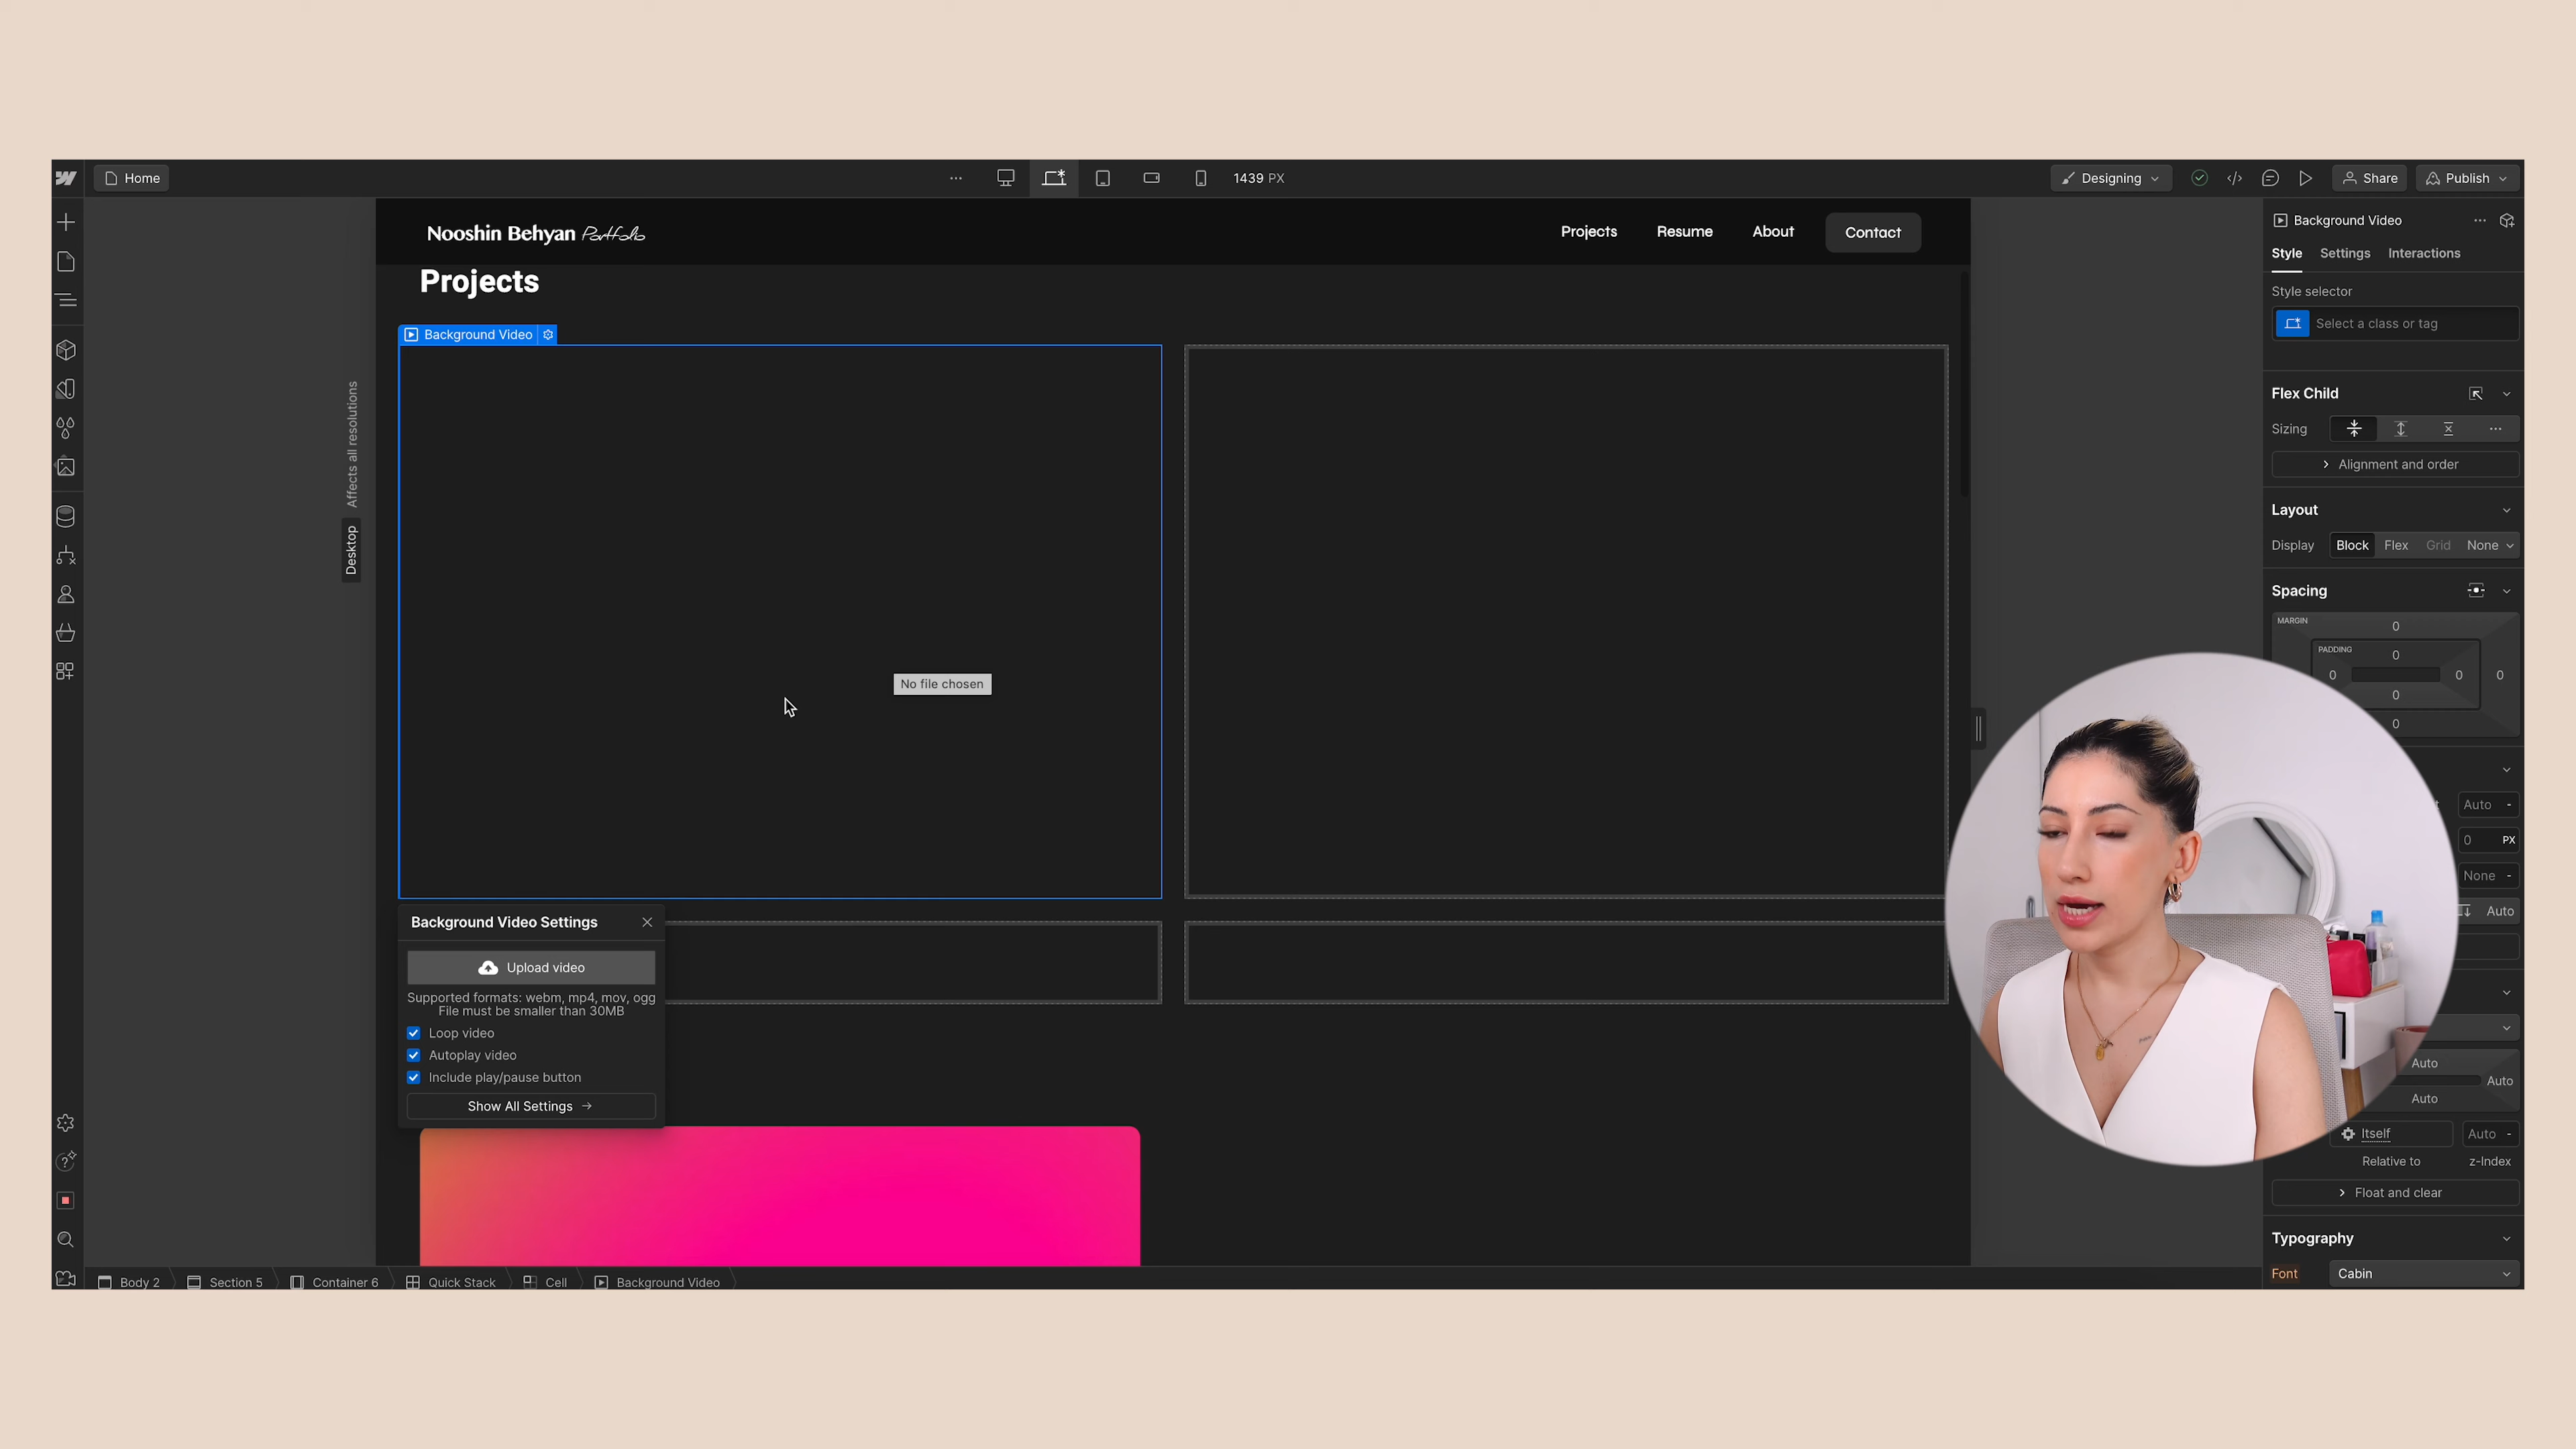 Home
1439 PX
Designing
Share
Publish
Nooshin Behyan Portfolio
Projects
Resume
About
Contact
Projects
Background Video
Affects all resolutions
Desktop
No file chosen
Background Video Settings
Upload video
Supported formats: webm, mp4, mov, ogg
File must be smaller than 30MB
Loop video
Autoplay video
Include play/pause button
Show All Settings
Body 2
Section 5
Container 6
Quick Stack
Cell
Background Video
Background Video
Style
Settings
Interactions
Style selector
Select a class or tag
Flex Child
Sizing
Alignment and order
Layout
Display
Block
Flex
Grid
None
Spacing
MARGIN
0
PADDING
0
0
0
0
0
0
Auto -
0 PX
None -
Auto
Auto
Auto
Auto
Itself
Auto -
Relative to
z-Index
Float and clear
Typography
Font
Cabin